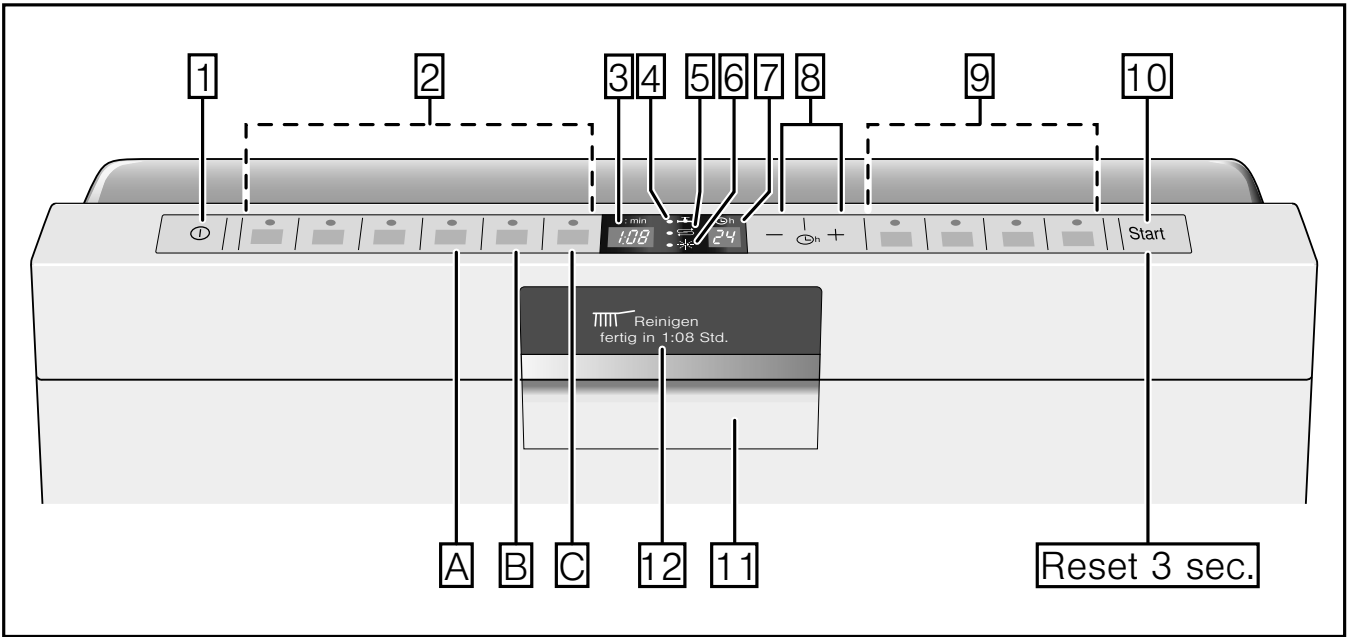 1 2 3 4 5 6 7 8 9 10
: min h
1:08 24 − h + Start
Reinigen
fertig in 1:08 Std.
A B C 12 11 Reset 3 sec.